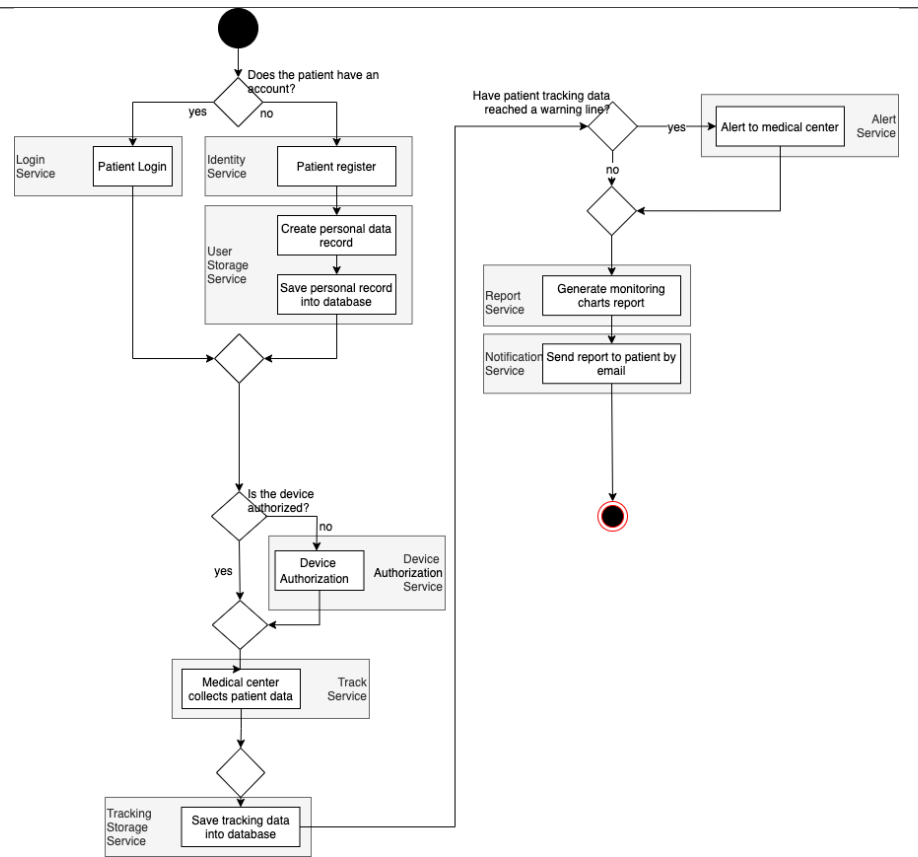 Does the patient have an
account?
yes
no
Login
Service
Patient Login
Identity
Service
Patient register
User
Storage
Service
Create personal data
record
Save personal record
into database
Is the device
authorized?
no
yes
Device
Authorization
Device
Authorization
Service
Medical center
collects patient data
Track
Service
Tracking
Storage
Service
Save tracking data
into database
Have patient tracking data
reached a warning line?
yes
no
Alert to medical center
Alert
Service
Report
Service
Generate monitoring
charts report
Notification
Service
Send report to patient by
email